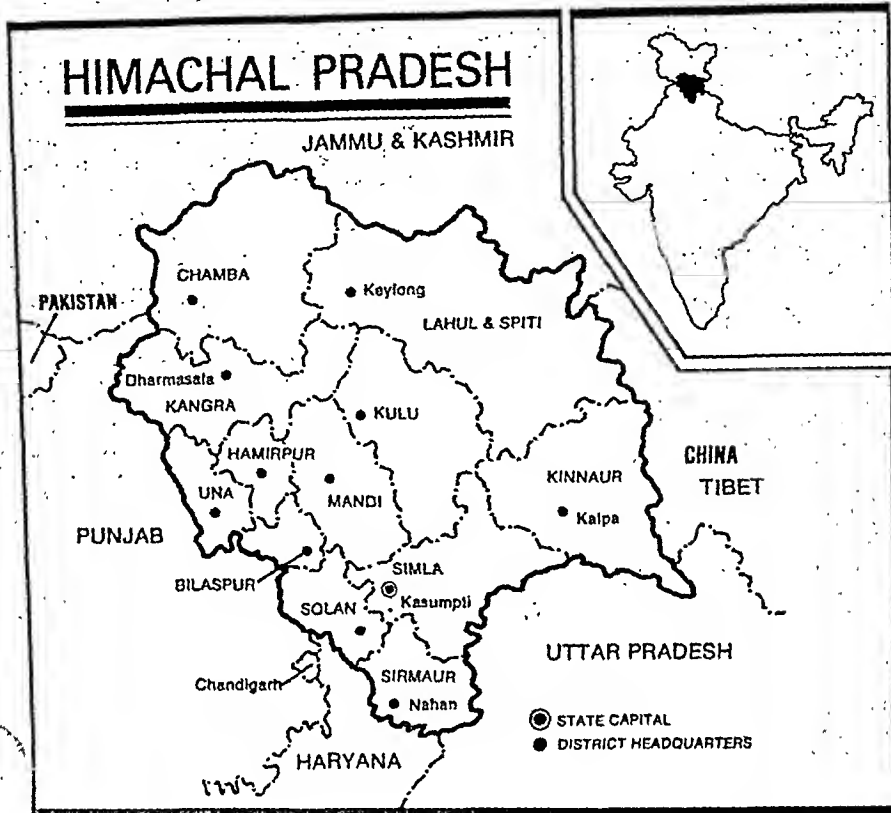 HIMACHAL PRADESH
JAMMU & KASHMIR
CHAMBA
Keylong
PAKISTAN
LAHUL & SPITI
Dharmasala
KANGRA
KULU
HAMIRPUR
CHINA
TIBET
KINNAUR
UNA
MANDI
Kalpa
PUNJAB
BILASPUR
SIMLA
Kasumpti
SOLAN
UTTAR PRADESH
SIRMAUR
Chandigarh
Nahan
STATE CAPITAL
DISTRICT HEADQUARTERS
HARYANA